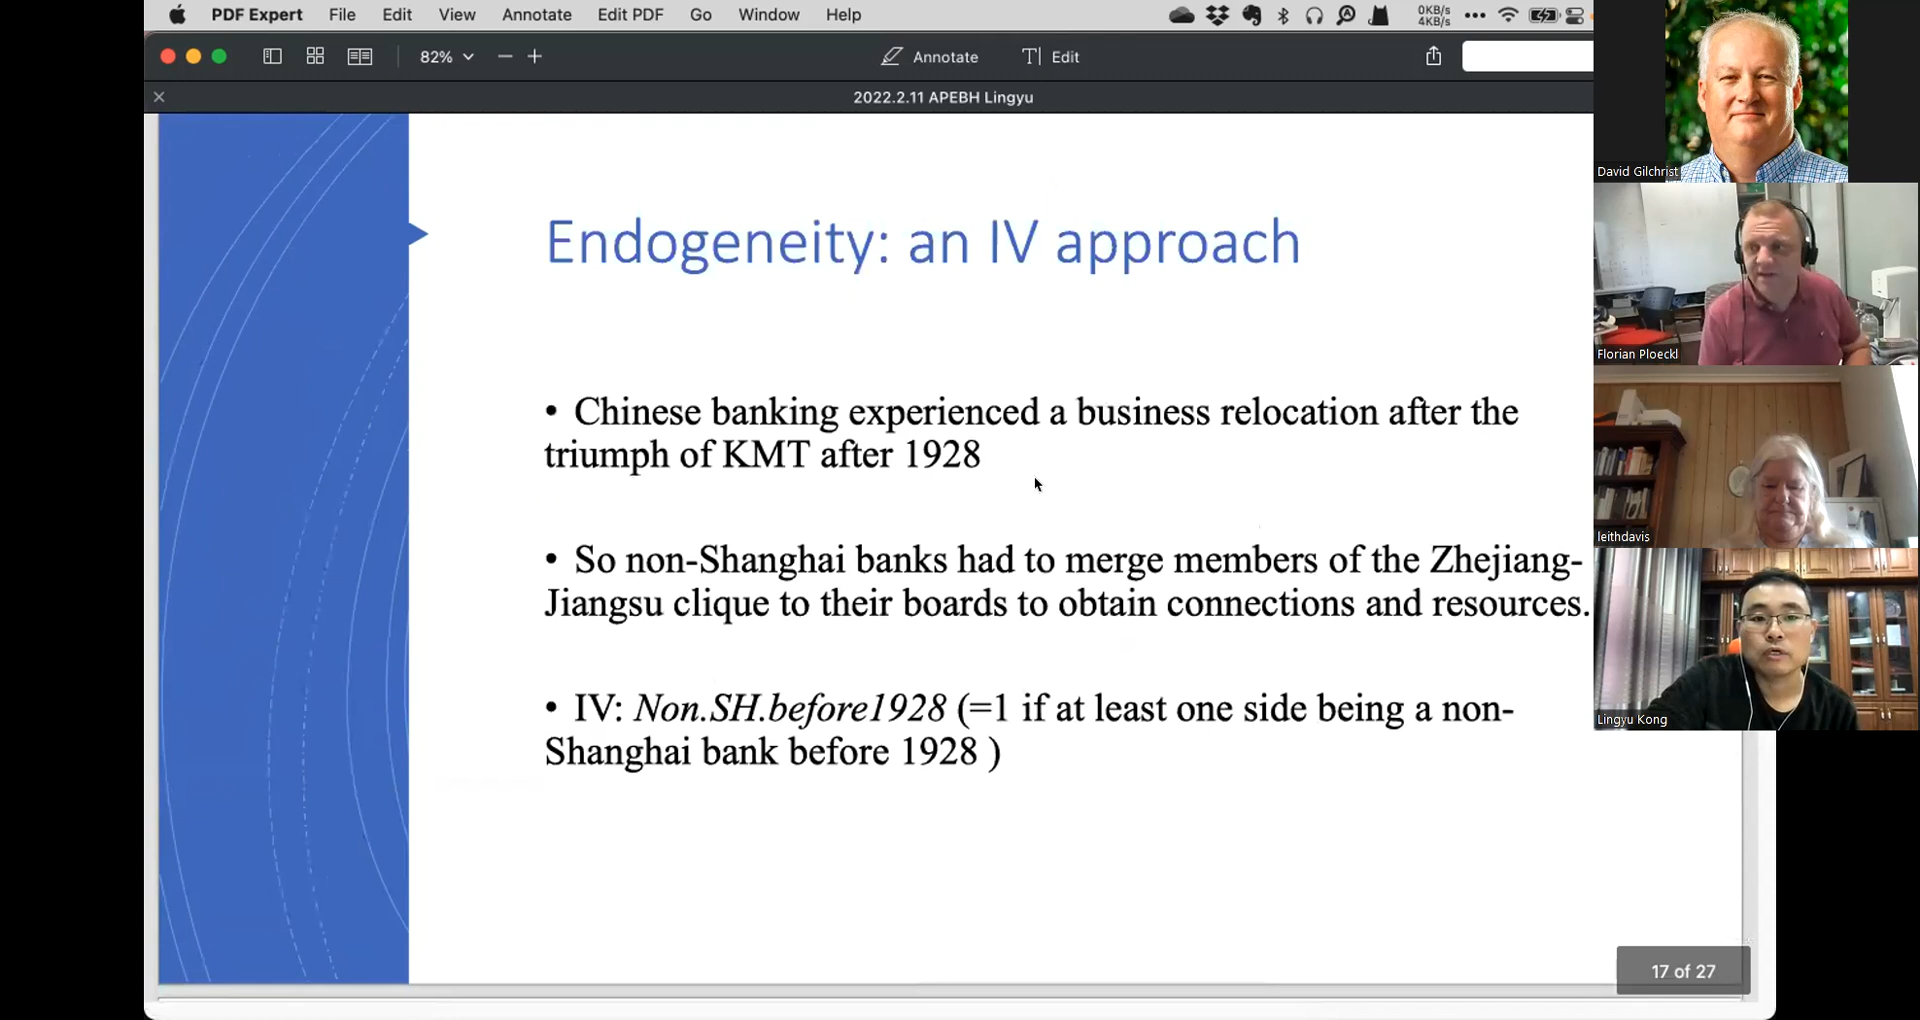 PDF Expert File Edit View Annotate Edit PDF Go Window Help
0KB/s
4KB/s
82% Annotate Edit
2022.2.11 APEBH Lingyu
Endogeneity: an IV approach
• Chinese banking experienced a business relocation after the
triumph of KMT after 1928
• So non-Shanghai banks had to merge members of the Zhejiang-
Jiangsu clique to their boards to obtain connections and resources.
• IV: Non.SH.before1928 (=1 if at least one side being a non-
Shanghai bank before 1928 )
17 of 27
David Gilchrist
Florian Ploeckl
leithdavis
Lingyu Kong